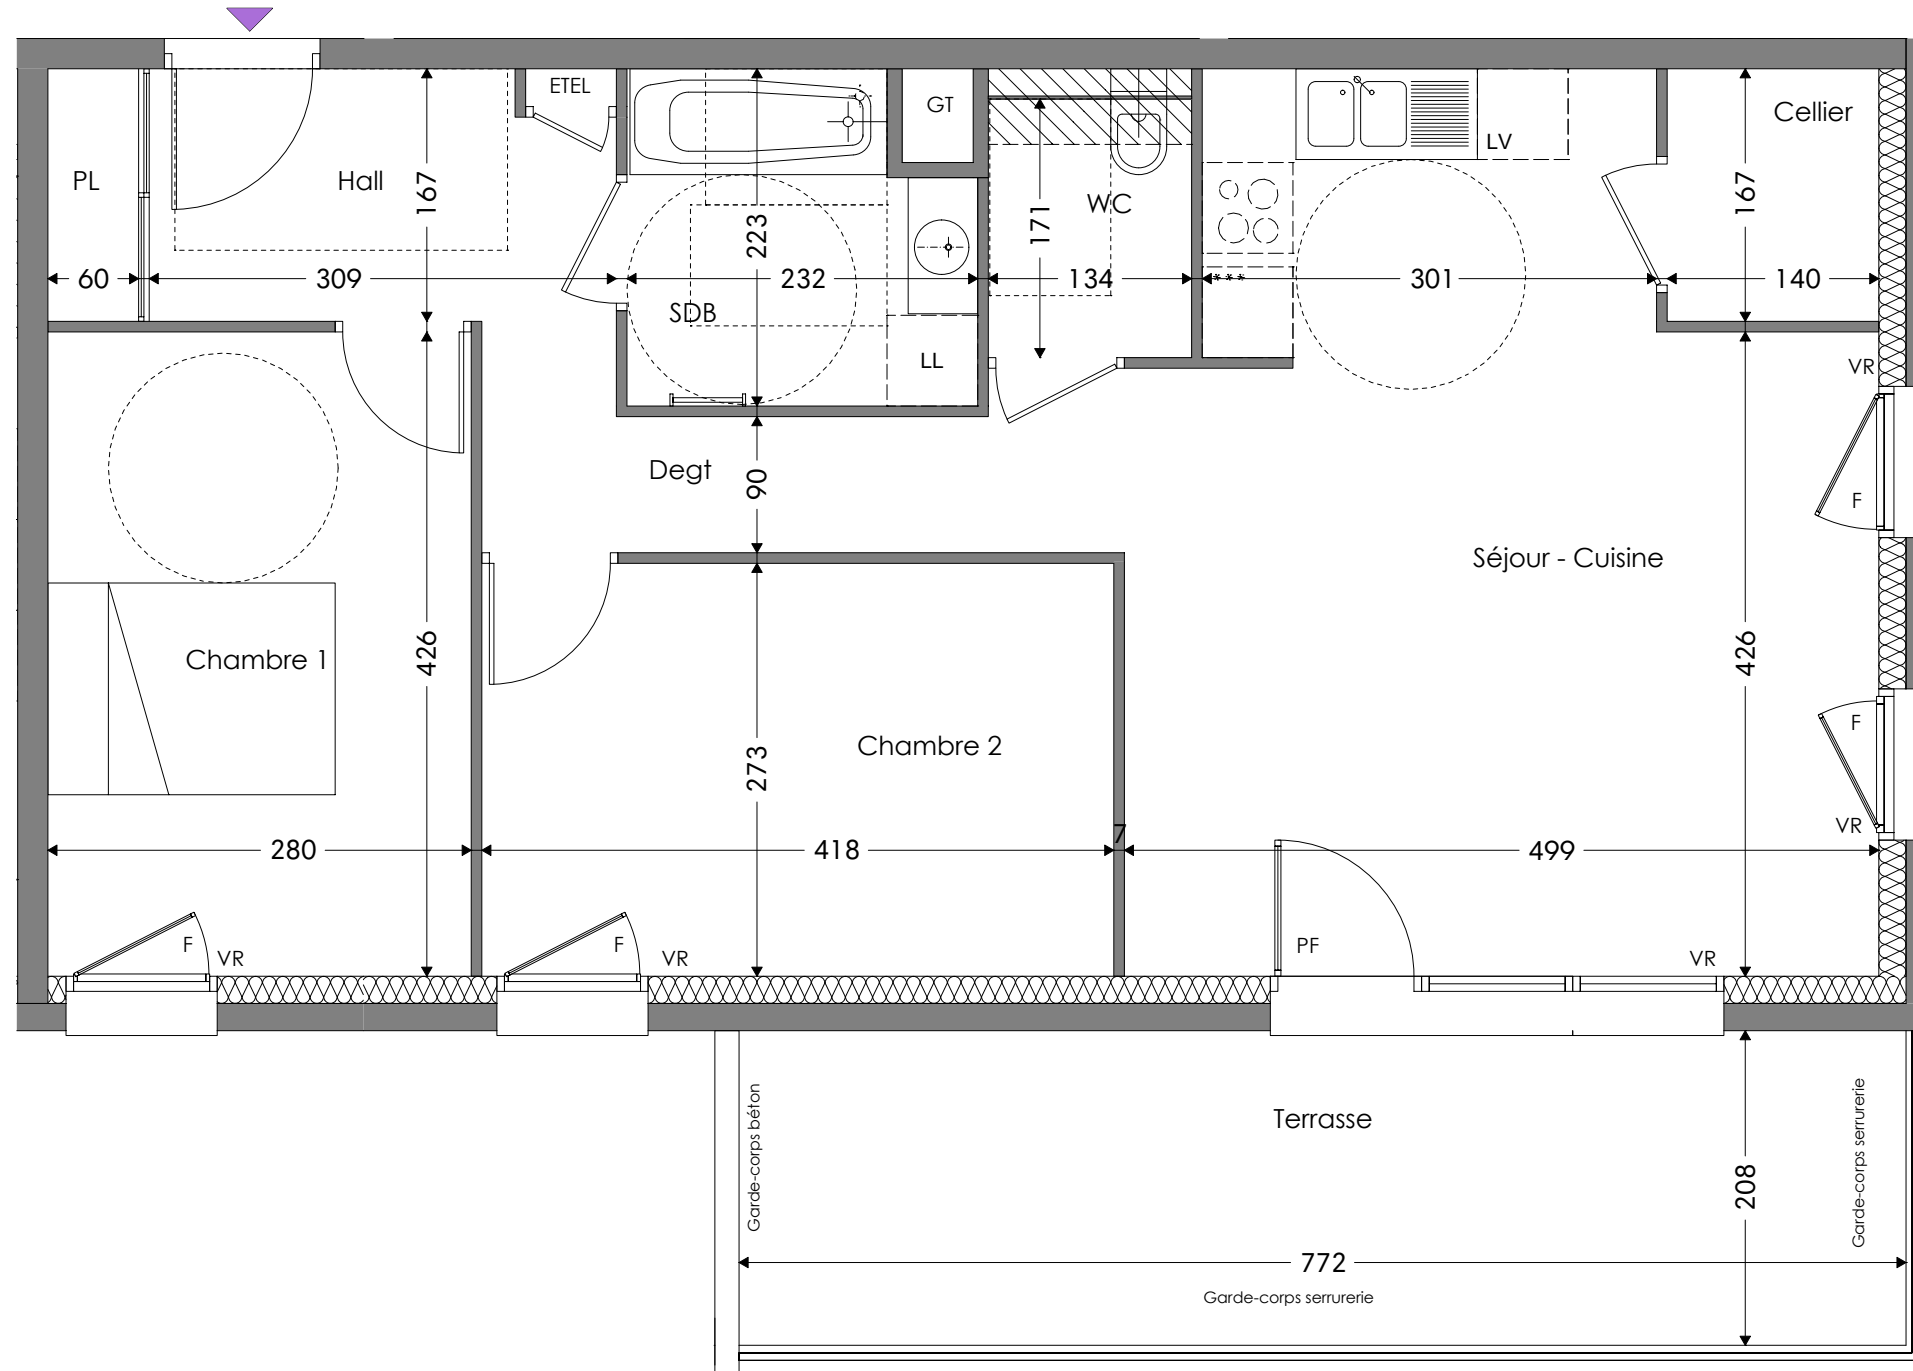 ETEL
GT
Cellier
LV
PL
Hall
167
WC
167
223
171
60
309
232
134
***
301
140
SDB
LL
VR
Degt
90
F
Séjour - Cuisine
Chambre 1
426
426
F
Chambre 2
273
VR
7
280
418
499
F
VR
F
VR
PF
VR
Garde-corps béton
Terrasse
Garde-corps serrurerie
208
772
Garde-corps serrurerie